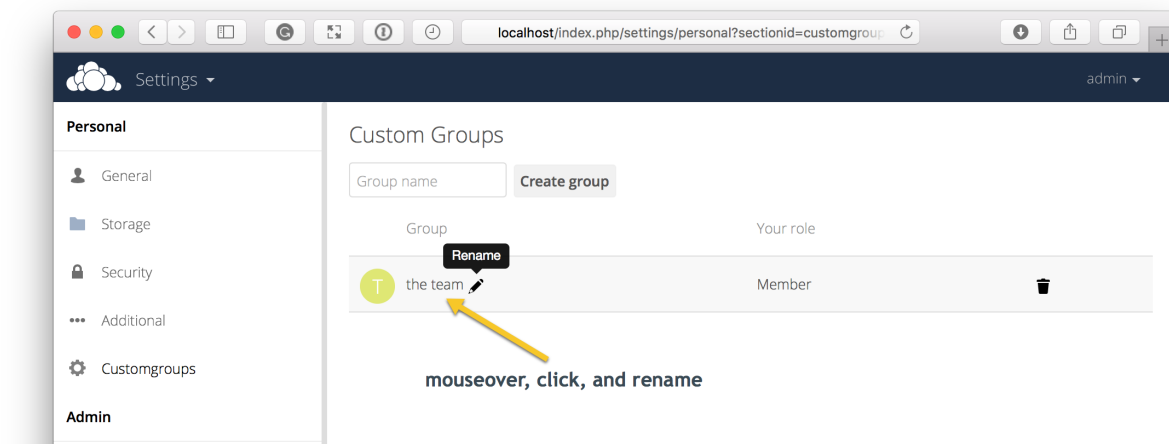 localhost/index.php/settings/personal?sectionid=customgroup
Settings
admin
Personal
General
Storage
Security
Additional
Customgroups
Admin
Custom Groups
Group name
Create group
Group
Your role
Rename
T
the team
Member
mouseover, click, and rename